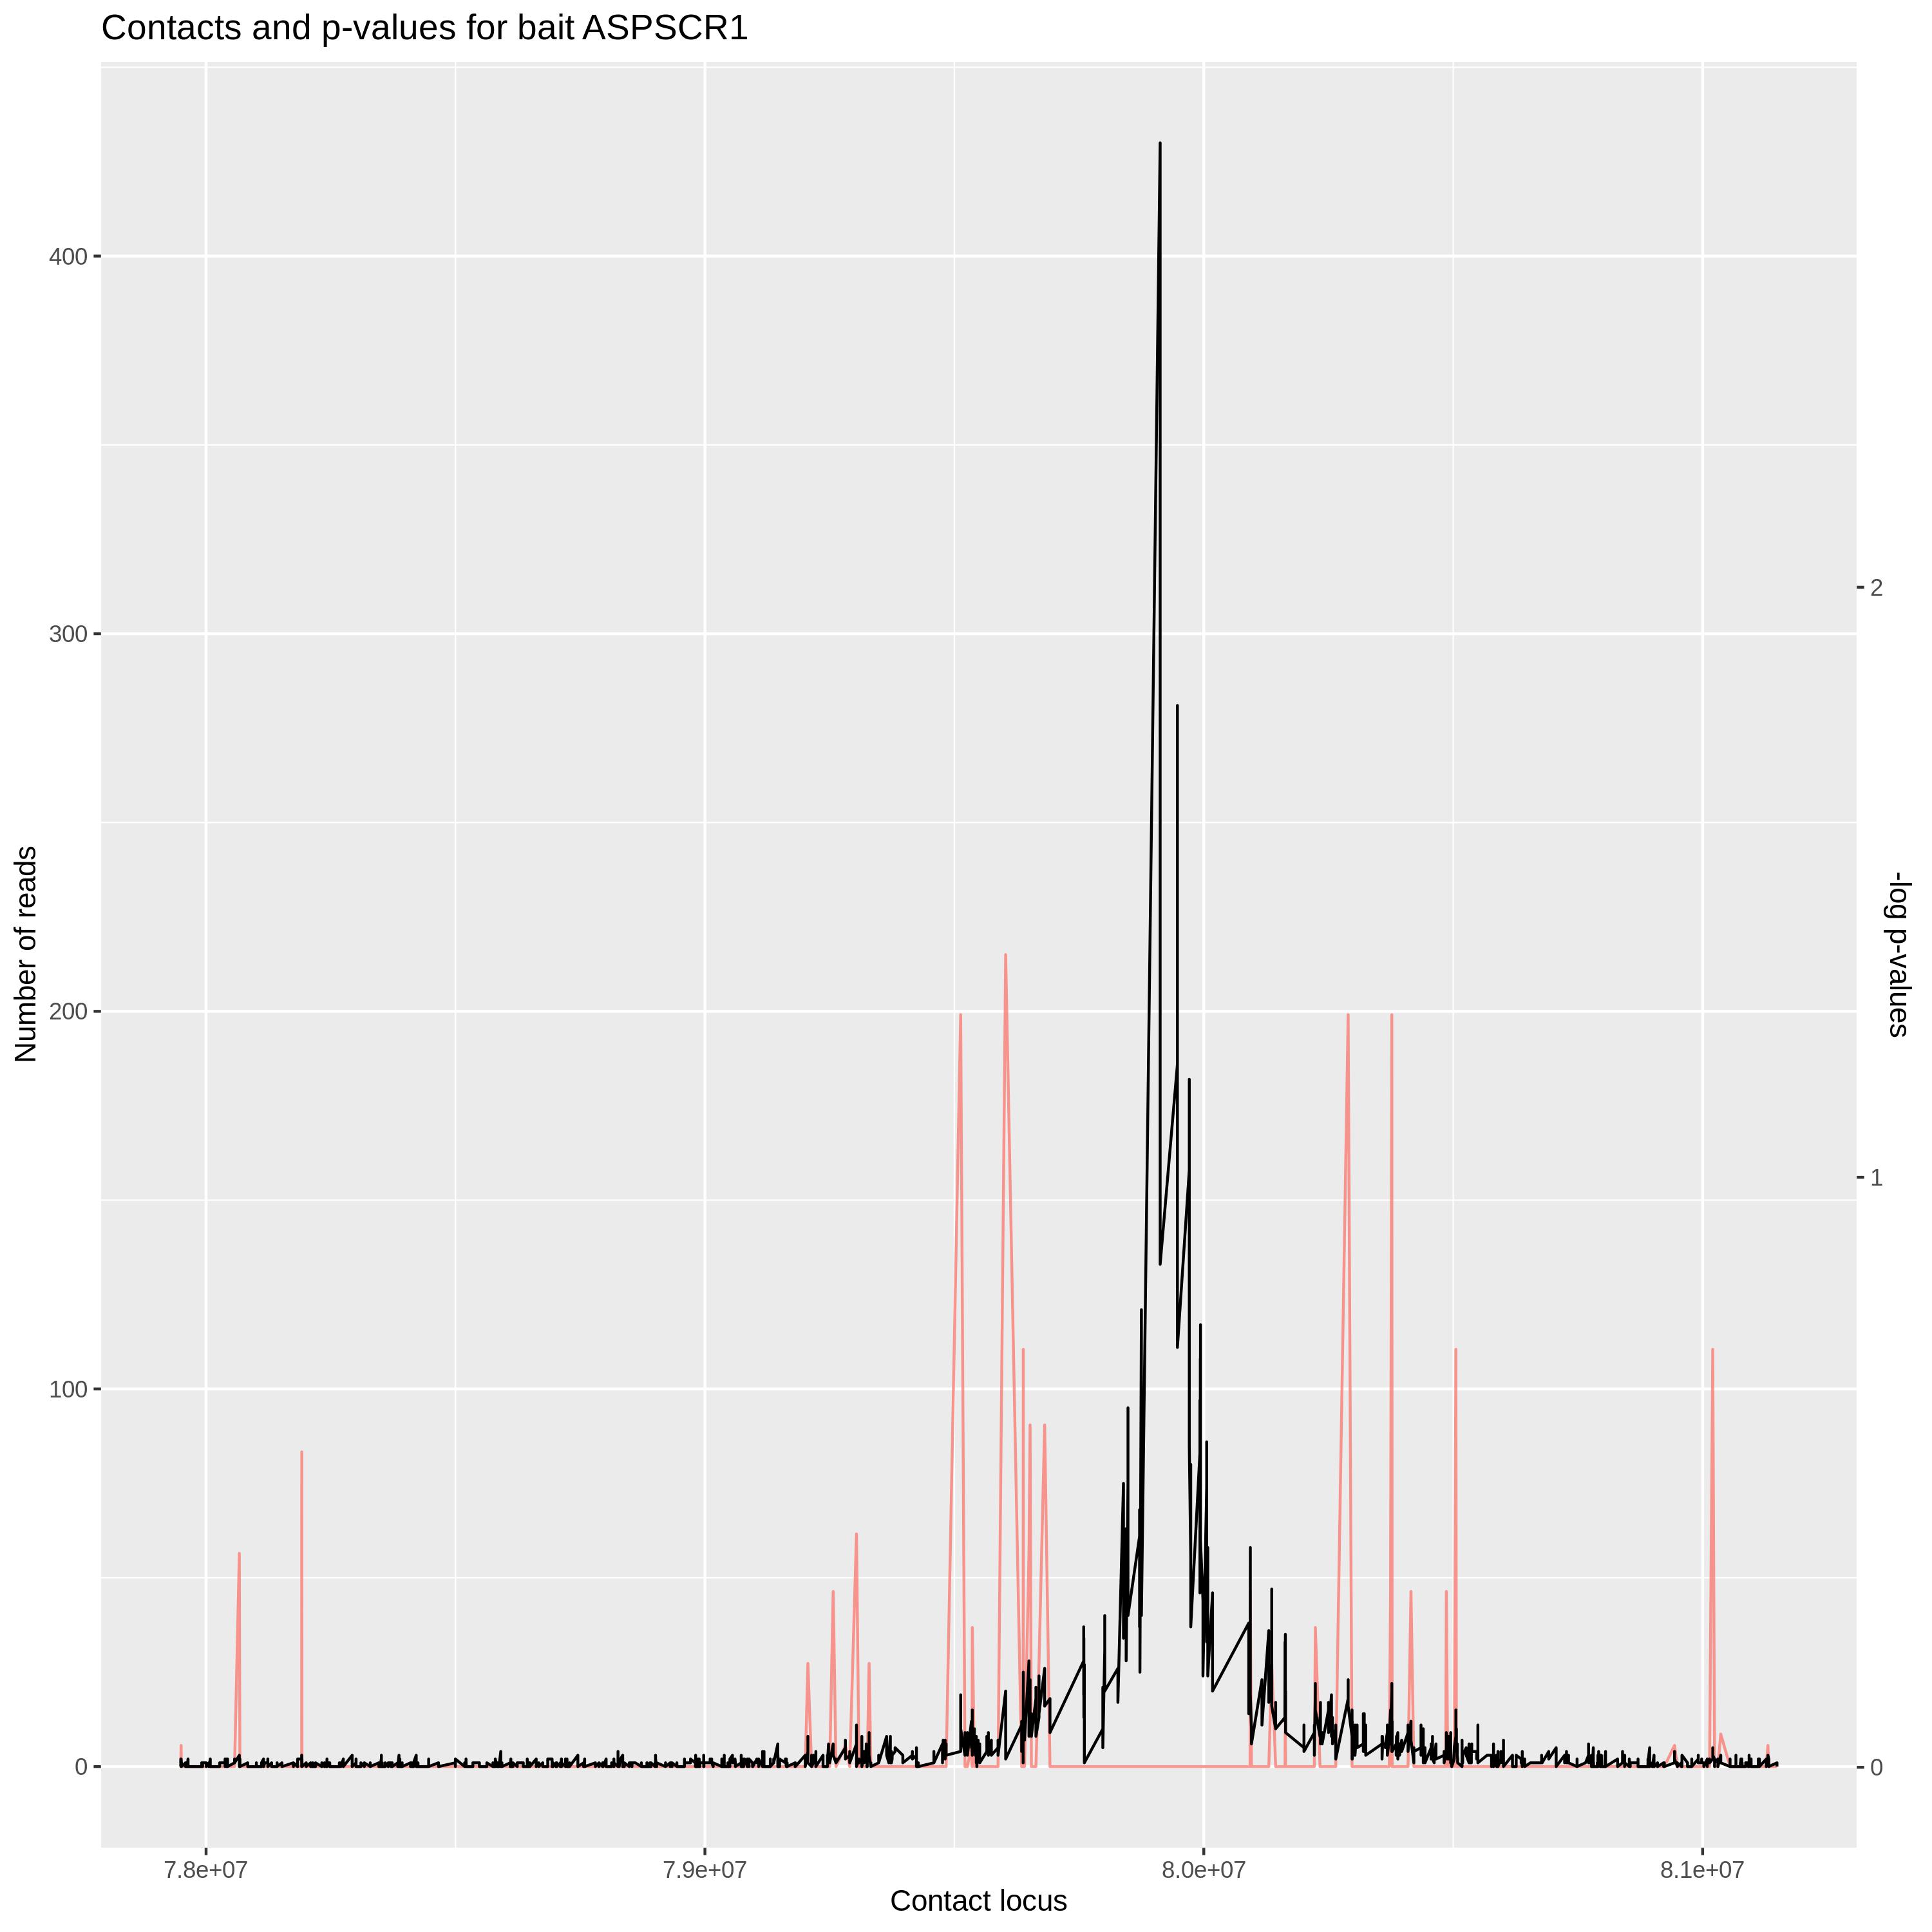 Contacts and p-values for bait ASPSCR1
Number of reads
400
300
200
100
0
2
1
0
-log p-values
7.8e+07
7.9e+07
8.0e+07
8.1e+07
Contact locus